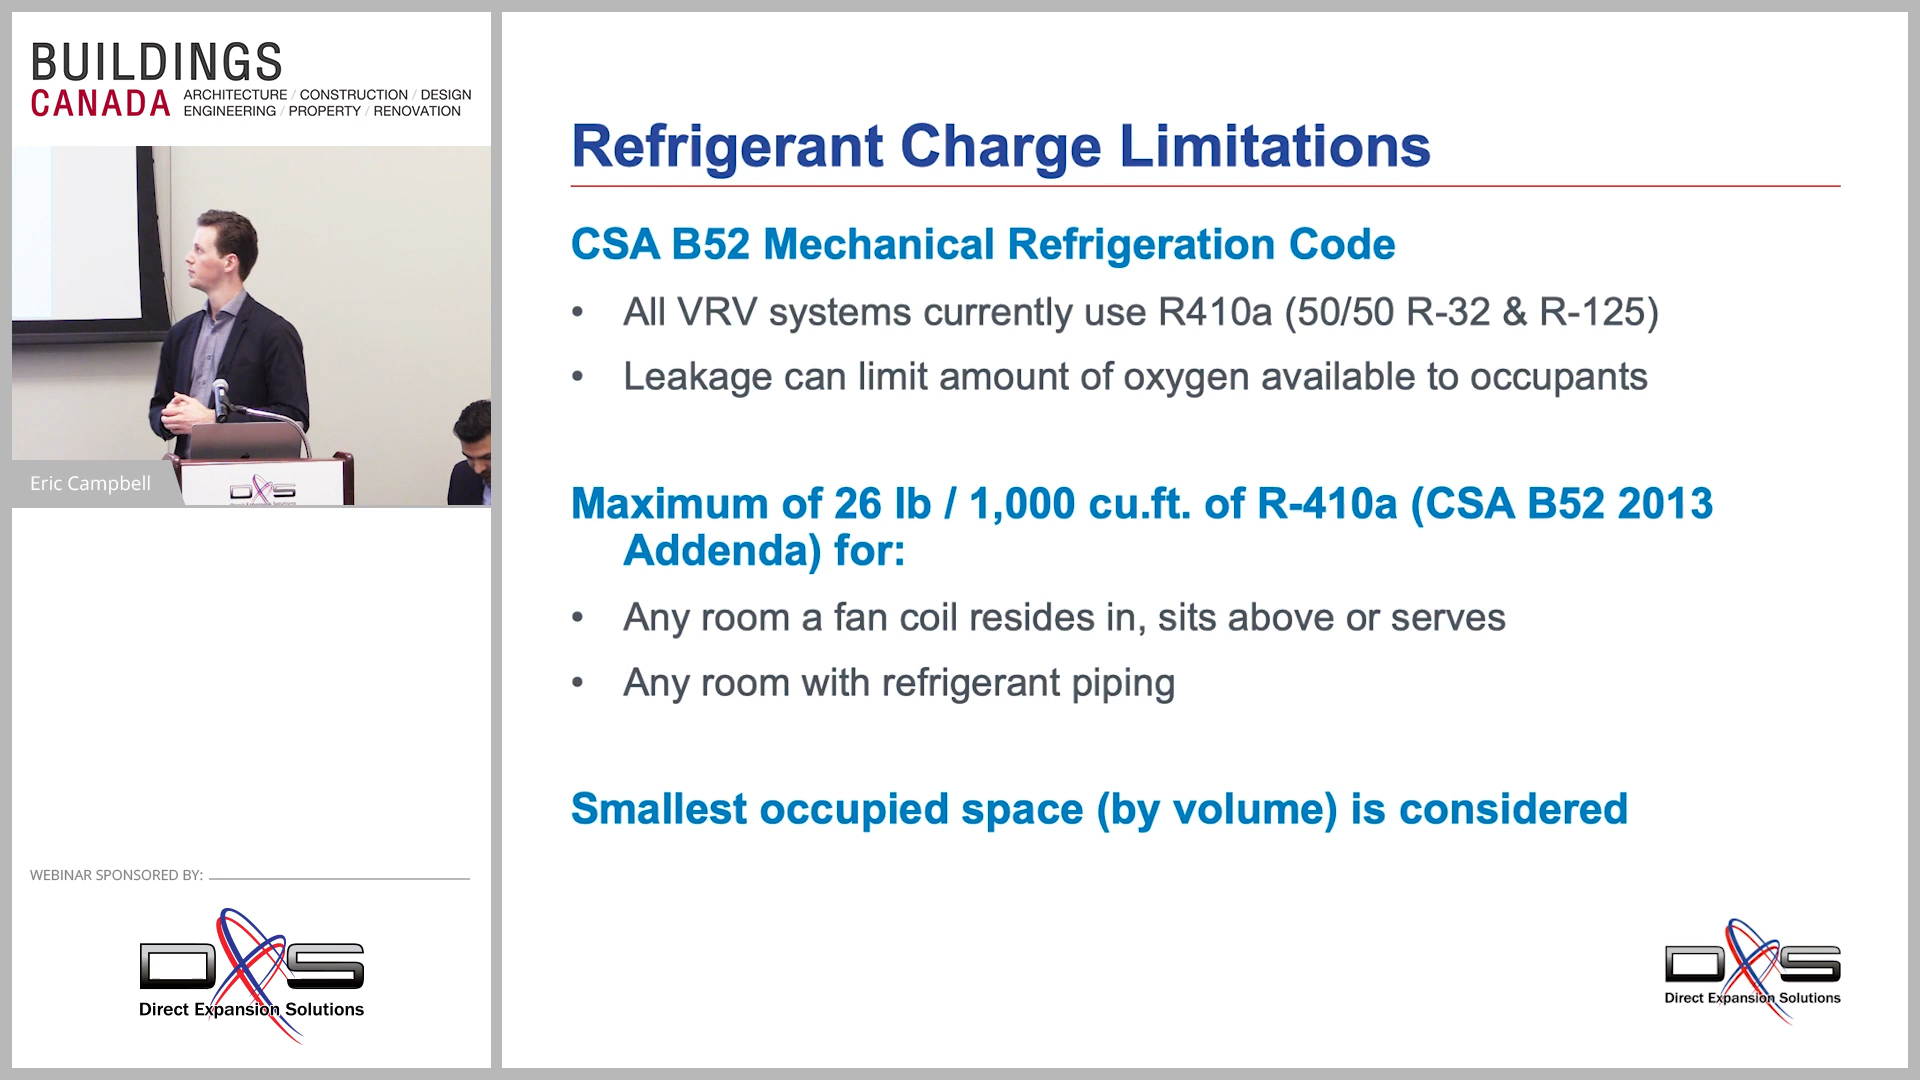 BUILDINGS
CANADA
ARCHITECTURE / CONSTRUCTION / DESIGN
ENGINEERING / PROPERTY / RENOVATION
Eric Campbell
DXS
WEBINAR SPONSORED BY:
DXS
Direct Expansion Solutions
Refrigerant Charge Limitations
CSA B52 Mechanical Refrigeration Code
• All VRV systems currently use R410a (50/50 R-32 & R-125)
• Leakage can limit amount of oxygen available to occupants
Maximum of 26 lb / 1,000 cu.ft. of R-410a (CSA B52 2013
Addenda) for:
• Any room a fan coil resides in, sits above or serves
• Any room with refrigerant piping
Smallest occupied space (by volume) is considered
DXS
Direct Expansion Solutions